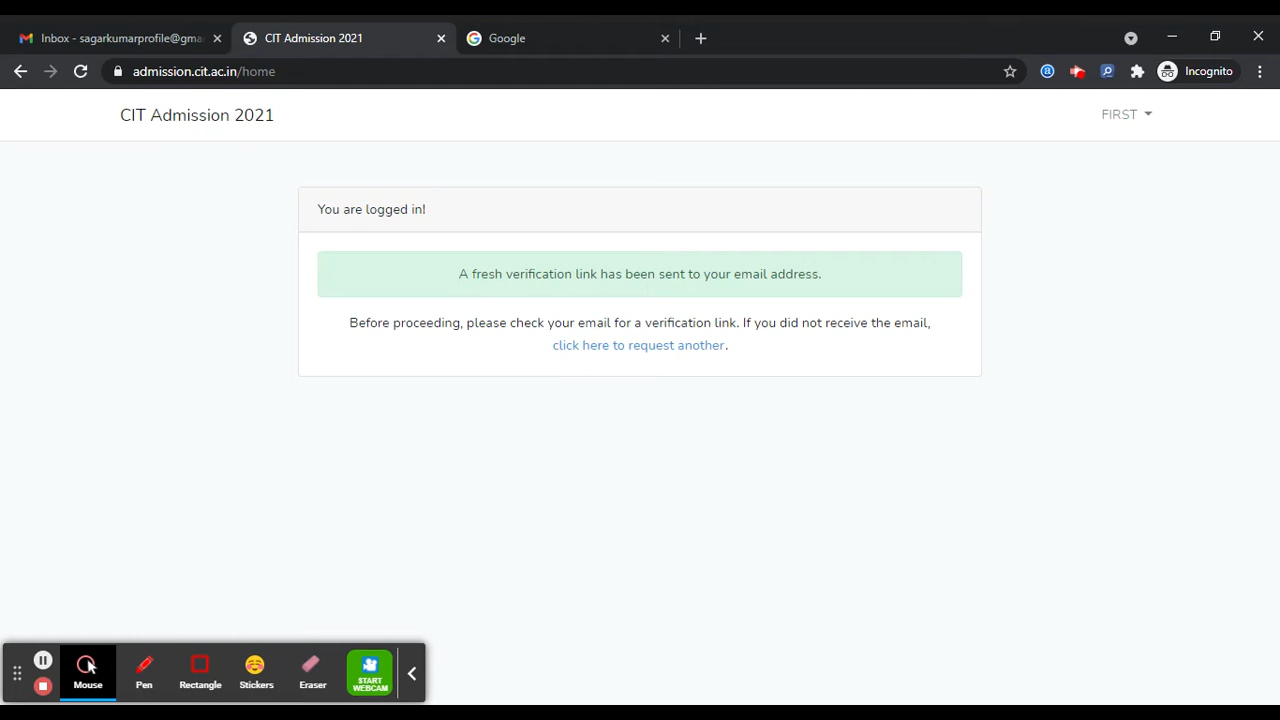 Inbox - sagarkumarprofile@gma
CIT Admission 2021
Google
admission.cit.ac.in/home
Incognito
CIT Admission 2021
FIRST
You are logged in!
A fresh verification link has been sent to your email address.
Before proceeding, please check your email for a verification link. If you did not receive the email,
click here to request another.
Mouse
Pen
Rectangle
Stickers
Eraser
START
WEBCAM